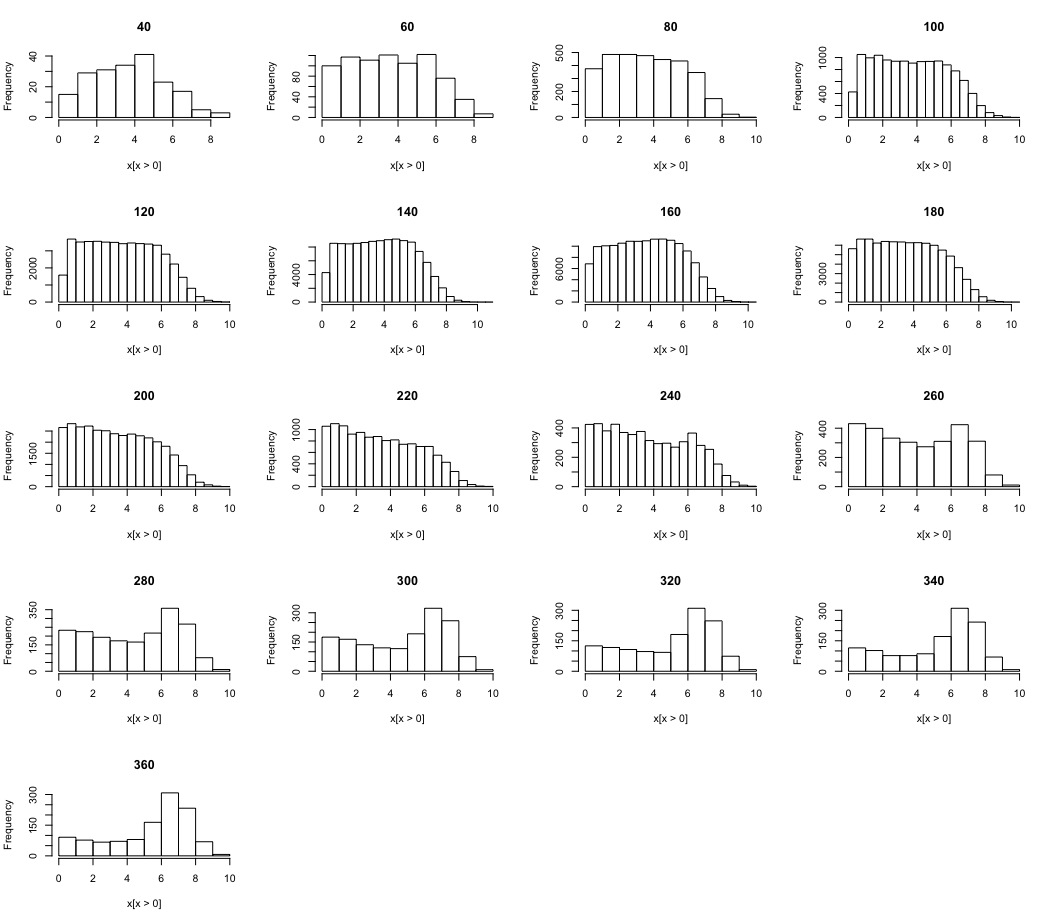 40 60 80 100
Frequency 0 20 40 Frequency 0 40 80 Frequency 0 200 500 Frequency 0 400 1000
0 2 4 6 8 0 2 4 6 8 0 2 4 6 8 10 0 2 4 6 8 10
x[x > 0] x[x > 0] x[x > 0] x[x > 0]
120 140 160 180
Frequency 0 2000 Frequency 0 4000 Frequency 0 6000 Frequency 0 3000
0 2 4 6 8 10 0 2 4 6 8 10 0 2 4 6 8 10 0 2 4 6 8 10
x[x > 0] x[x > 0] x[x > 0] x[x > 0]
200 220 240 260
Frequency 0 1500 Frequency 0 400 1000 Frequency 0 200 400 Frequency 0 200 400
0 2 4 6 8 10 0 2 4 6 8 10 0 2 4 6 8 10 0 2 4 6 8 10
x[x > 0] x[x > 0] x[x > 0] x[x > 0]
280 300 320 340
Frequency 0 150 350 Frequency 0 150 300 Frequency 0 150 300 Frequency 0 150 300
0 2 4 6 8 10 0 2 4 6 8 10 0 2 4 6 8 10 0 2 4 6 8 10
x[x > 0] x[x > 0] x[x > 0] x[x > 0]
360
Frequency 0 150 300
0 2 4 6 8 10
x[x > 0]